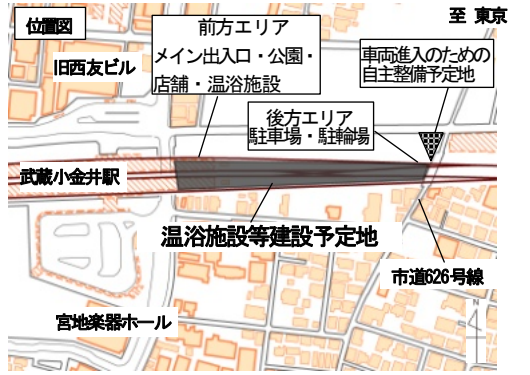 位置図
至 東京
前方エリア
メイン出入口・公園・
店舗・温浴施設
車両進入のための
自主整備予定地
旧西友ビル
後方エリア
駐車場・駐輪場
武蔵小金井駅
温浴施設等建設予定地
市道626号線
宮地楽器ホール